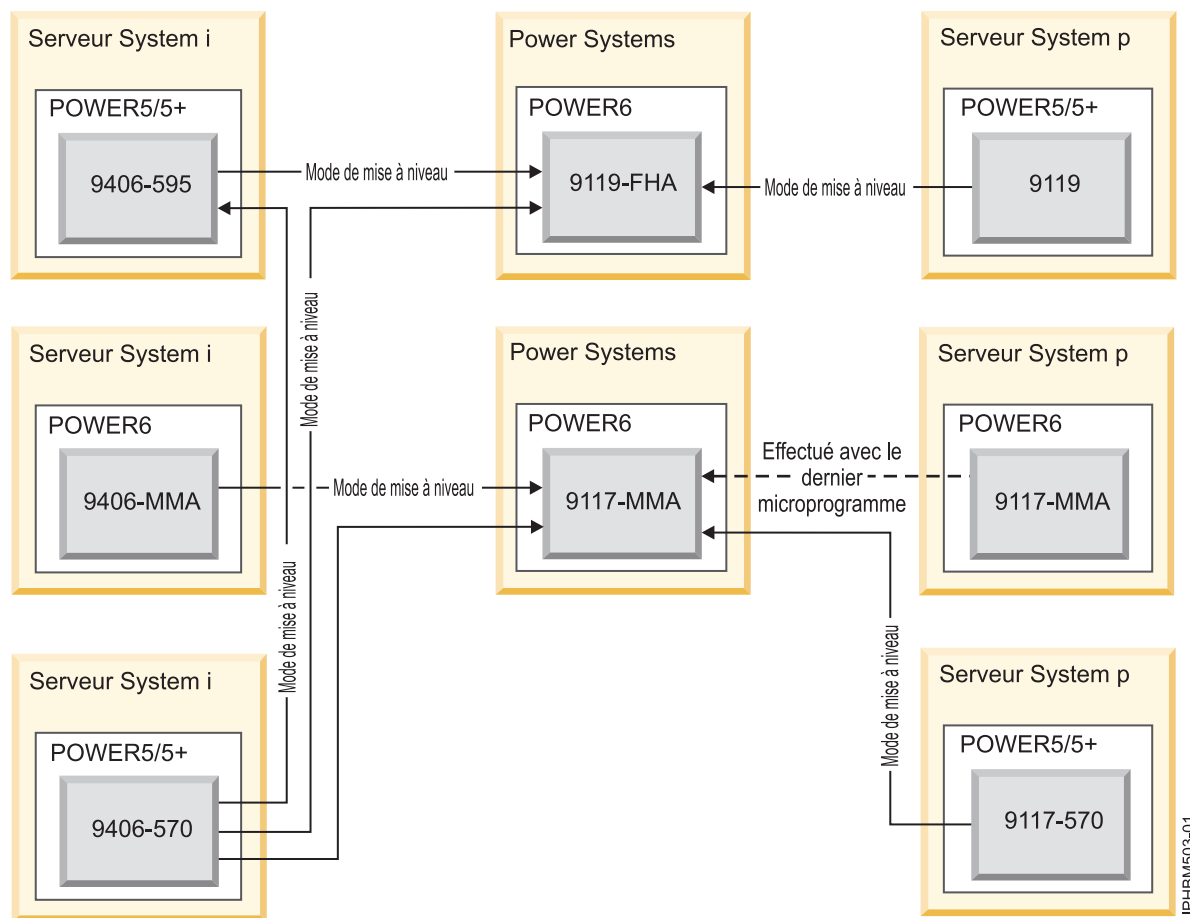 Serveur System i
POWER5/5+
9406-595
Mode de mise à niveau
Power Systems
POWER6
9119-FHA
Mode de mise à niveau
Serveur System p
9119
Mode de mise à niveau
Serveur System i
POWER6
9406-MMA
Mode de mise à niveau
Power Systems
POWER6
9117-MMA
Effectué avec le
dernier
microprogramme
Serveur System p
POWER6
9117-MMA
Mode de mise à niveau
Serveur System i
POWER5/5+
9406-570
Mode de mise à niveau
Serveur System p
POWER5/5+
9117-570
IPHBM503-01